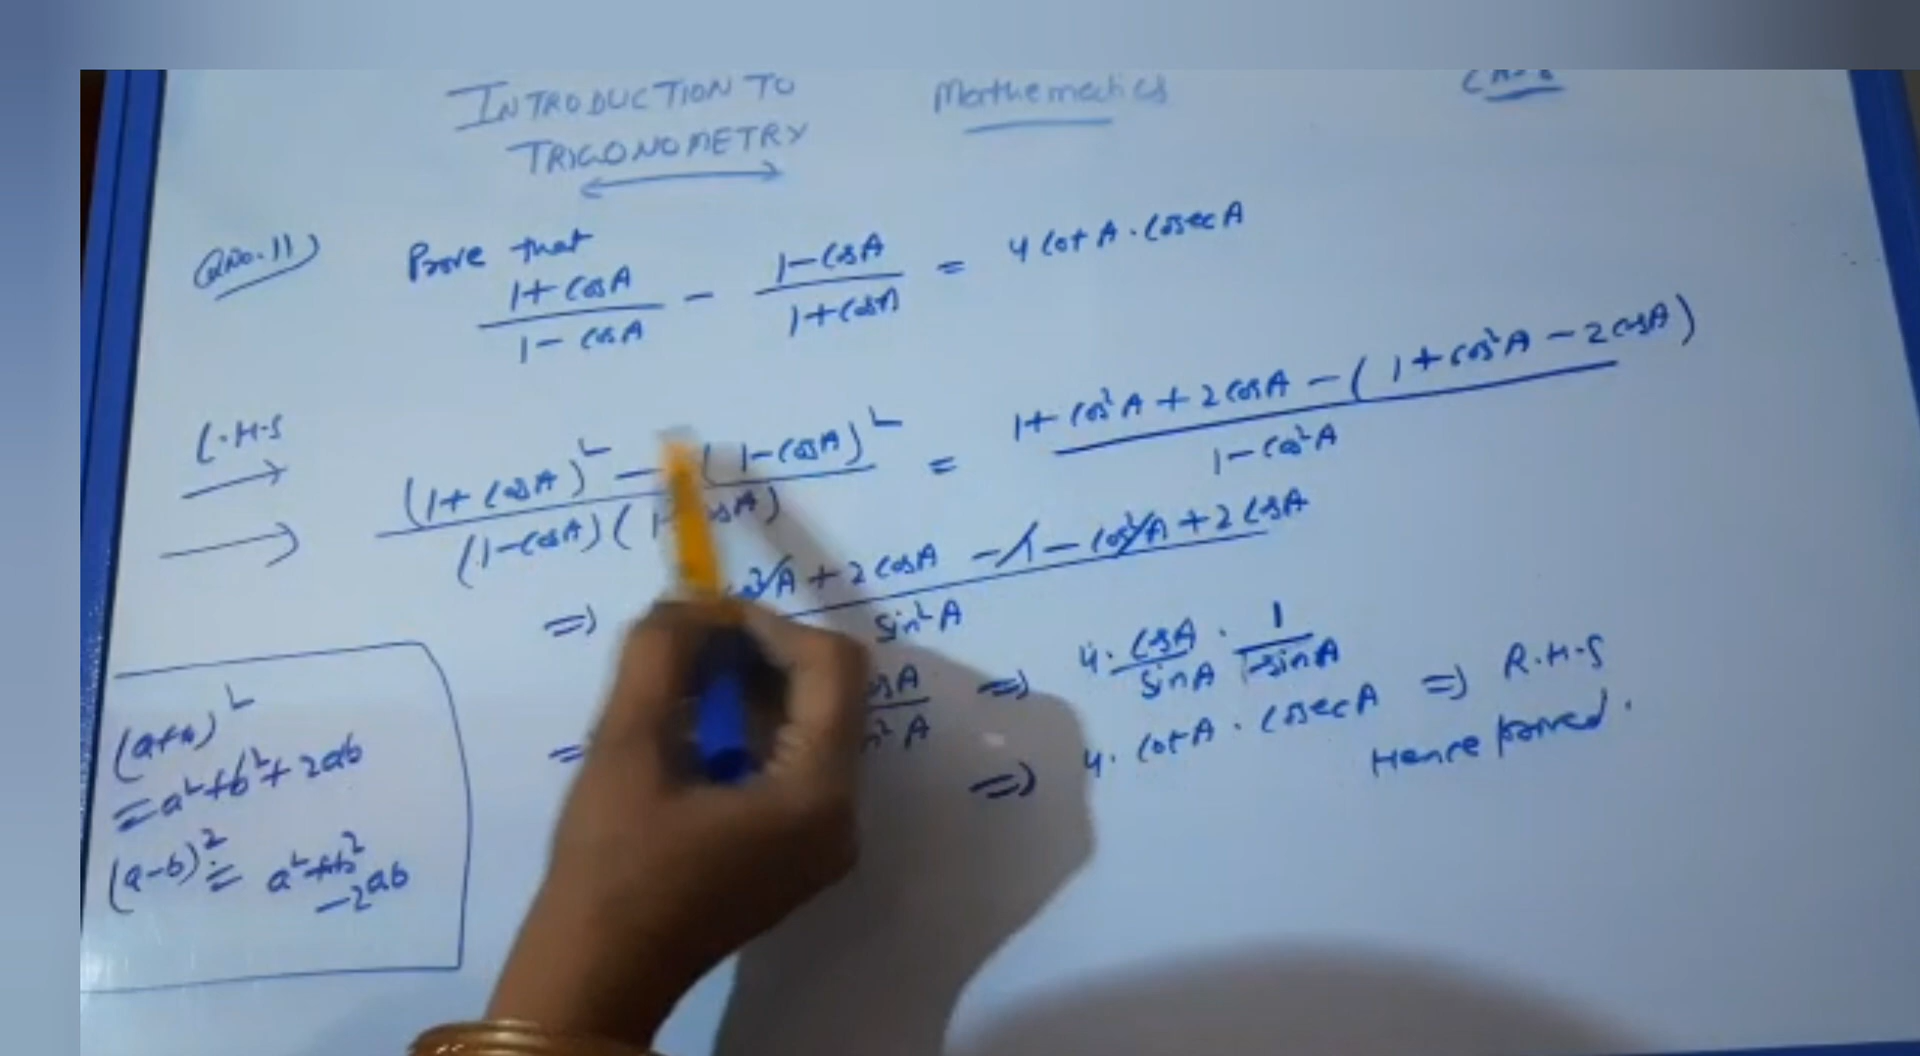 INTRODUCTION TO
TRIGONOMETRY
Mathematics
QNo.11)
Prove that
(1+cosA)/(1-cosA) - (1-cosA)/(1+cosA) = 4 cotA.cosecA
L.H.S
((1+cosA)² - (1-cosA)²)/((1-cosA)(1 = (1+cos²A+2cosA-(1+cos²A-2cosA))/(1-cos²A)
=> +2cosA-1-cos²A+2cosA / sin²A
=> 4.cosA/sinA.1/sinA
=> 4.cotA.cosecA => R.H.S
Hence proved.
= a²+b²+2ab
(a-b)² = a²+b²
-2ab